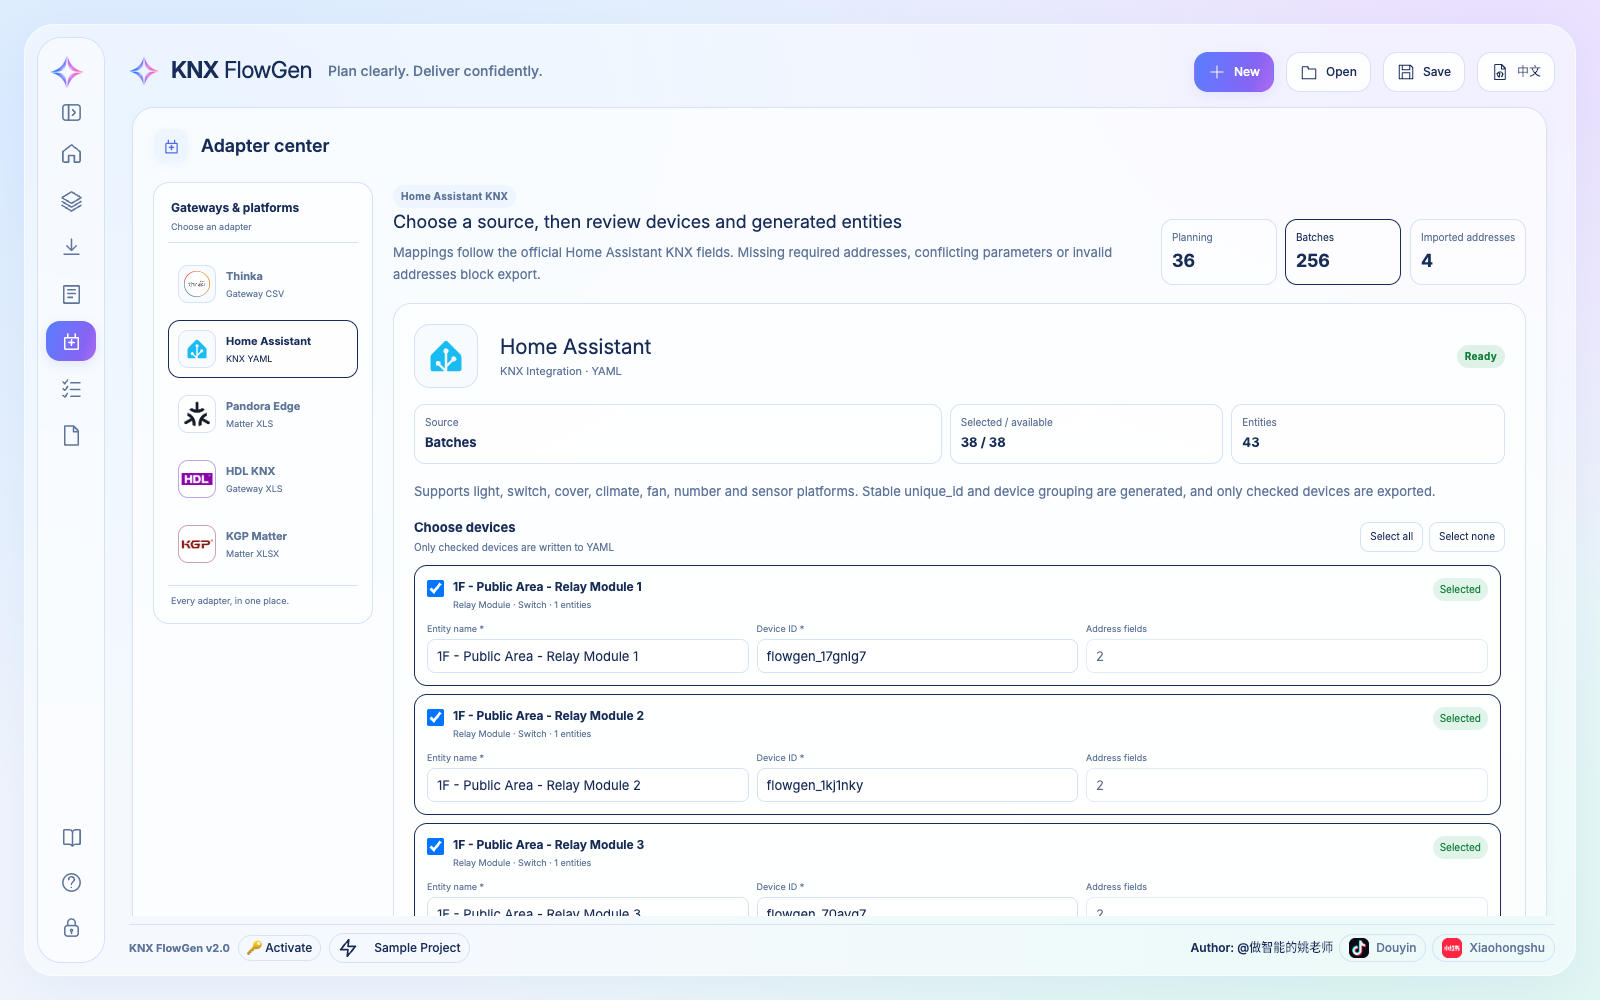 KNX FlowGen
Plan clearly. Deliver confidently.
New
Open
Save
中文
Adapter center
Gateways & platforms
Choose an adapter
Thinka
Gateway CSV
Home Assistant
KNX YAML
Pandora Edge
Matter XLS
HDL
HDL KNX
Gateway XLS
KGP
KGP Matter
Matter XLSX
Every adapter, in one place.
Home Assistant KNX
Choose a source, then review devices and generated entities
Mappings follow the official Home Assistant KNX fields. Missing required addresses, conflicting parameters or invalid
addresses block export.
Planning
36
Batches
256
Imported addresses
4
Home Assistant
KNX Integration · YAML
Ready
Source
Batches
Selected / available
38 / 38
Entities
43
Supports light, switch, cover, climate, fan, number and sensor platforms. Stable unique_id and device grouping are generated, and only checked devices are exported.
Choose devices
Only checked devices are written to YAML
Select all
Select none
1F - Public Area - Relay Module 1
Relay Module · Switch · 1 entities
Selected
Entity name *
Device ID *
Address fields
1F - Public Area - Relay Module 1
flowgen_17gnlg7
2
1F - Public Area - Relay Module 2
Relay Module · Switch · 1 entities
Selected
Entity name *
Device ID *
Address fields
1F - Public Area - Relay Module 2
flowgen_1kj1nky
2
1F - Public Area - Relay Module 3
Relay Module · Switch · 1 entities
Selected
Entity name *
Device ID *
Address fields
1F - Public Area - Relay Module 3
2
KNX FlowGen v2.0
Activate
Sample Project
Author: @做智能的姚老师
Douyin
Xiaohongshu